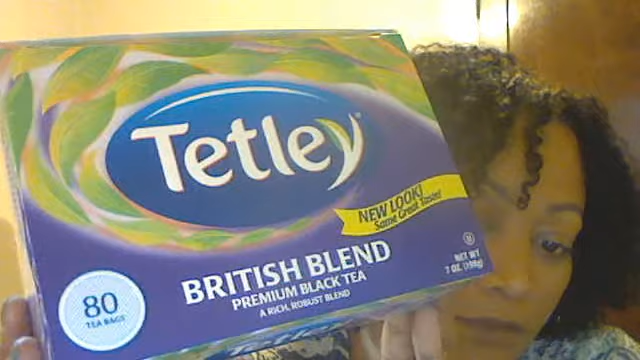 Tetley
NEW LOOK!
Same Great Taste!
BRITISH BLEND
PREMIUM BLACK TEA
A RICH, ROBUST BLEND
80
TEA BAGS
NET WT
7 OZ. (198g)